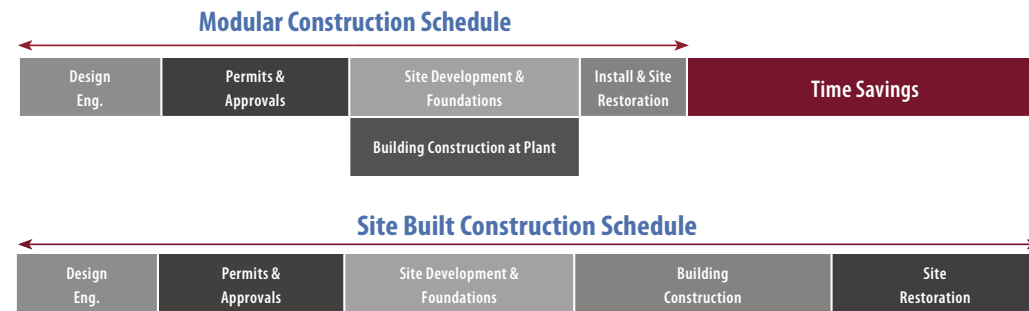 Modular Construction Schedule
Design
Eng.
Permits &
Approvals
Site Development &
Foundations
Install & Site
Restoration
Time Savings
Building Construction at Plant
Site Built Construction Schedule
Design
Eng.
Permits &
Approvals
Site Development &
Foundations
Building
Construction
Site
Restoration